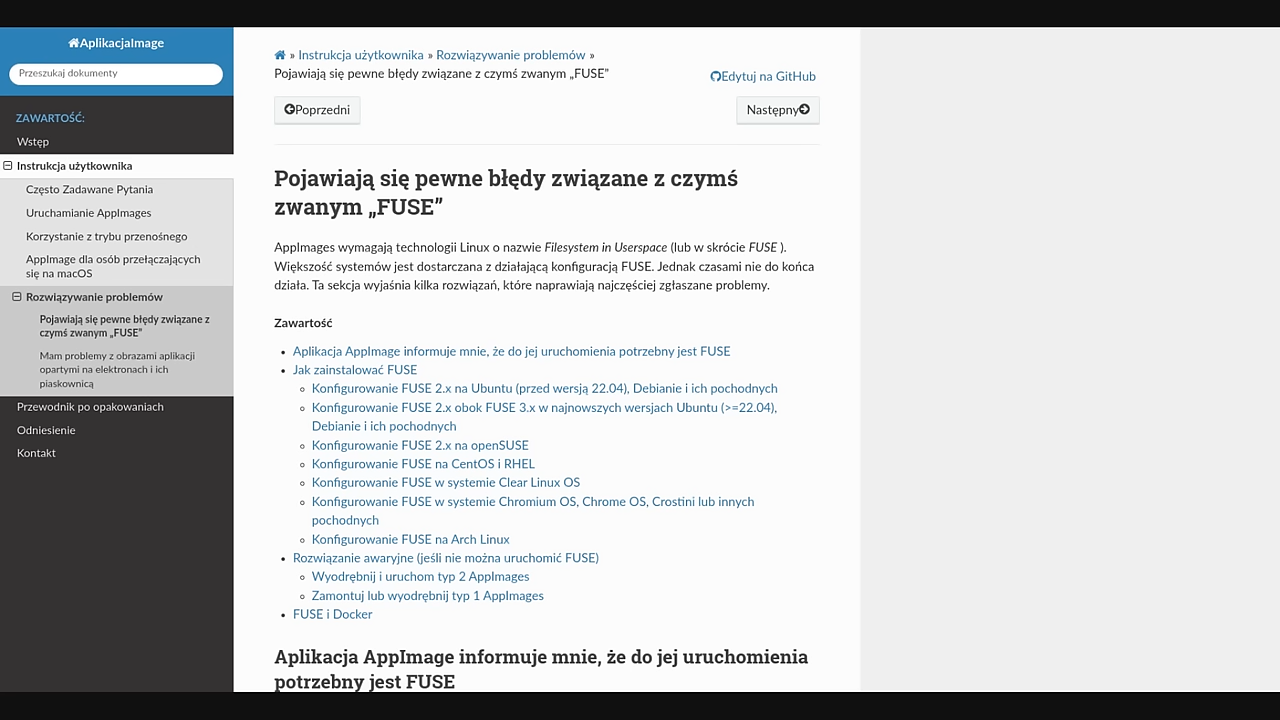 AplikacjaImage
Przeszukaj dokumenty
ZAWARTOŚĆ:
Wstęp
Instrukcja użytkownika
Często Zadawane Pytania
Uruchamianie AppImages
Korzystanie z trybu przenośnego
AppImage dla osób przełączających
się na macOS
Rozwiązywanie problemów
Pojawiają się pewne błędy związane z
czymś zwanym „FUSE”
Mam problemy z obrazami aplikacji
opartymi na elektronach i ich
piaskownicą
Przewodnik po opakowaniach
Odniesienie
Kontakt
» Instrukcja użytkownika » Rozwiązywanie problemów »
Pojawiają się pewne błędy związane z czymś zwanym „FUSE”
Edytuj na GitHub
Poprzedni
Następny
Pojawiają się pewne błędy związane z czymś
zwanym „FUSE”
AppImages wymagają technologii Linux o nazwie Filesystem in Userspace (lub w skrócie FUSE ).
Większość systemów jest dostarczana z działającą konfiguracją FUSE. Jednak czasami nie do końca
działa. Ta sekcja wyjaśnia kilka rozwiązań, które naprawiają najczęściej zgłaszane problemy.
Zawartość
• Aplikacja AppImage informuje mnie, że do jej uruchomienia potrzebny jest FUSE
• Jak zainstalować FUSE
◦ Konfigurowanie FUSE 2.x na Ubuntu (przed wersją 22.04), Debianie i ich pochodnych
◦ Konfigurowanie FUSE 2.x obok FUSE 3.x w najnowszych wersjach Ubuntu (>=22.04),
Debianie i ich pochodnych
◦ Konfigurowanie FUSE 2.x na openSUSE
◦ Konfigurowanie FUSE na CentOS i RHEL
◦ Konfigurowanie FUSE w systemie Clear Linux OS
◦ Konfigurowanie FUSE w systemie Chromium OS, Chrome OS, Crostini lub innych
pochodnych
◦ Konfigurowanie FUSE na Arch Linux
• Rozwiązanie awaryjne (jeśli nie można uruchomić FUSE)
◦ Wyodrębnij i uruchom typ 2 AppImages
◦ Zamontuj lub wyodrębnij typ 1 AppImages
• FUSE i Docker
Aplikacja AppImage informuje mnie, że do jej uruchomienia
potrzebny jest FUSE